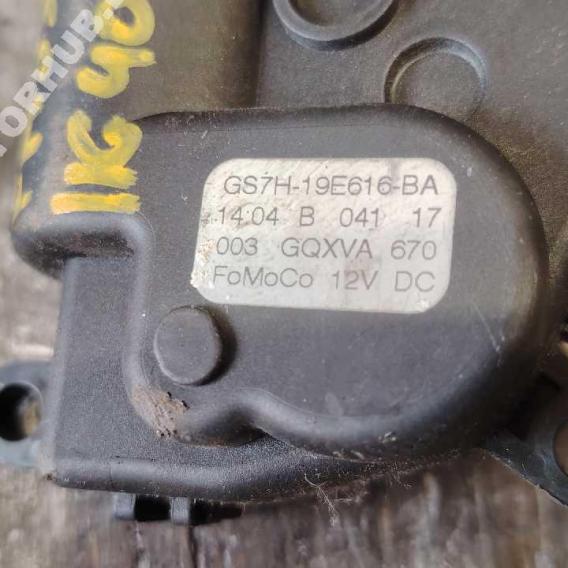 GS7H-19E616-BA
14:04 B 041 17
003 GQXVA 670
FoMoCo 12V DC